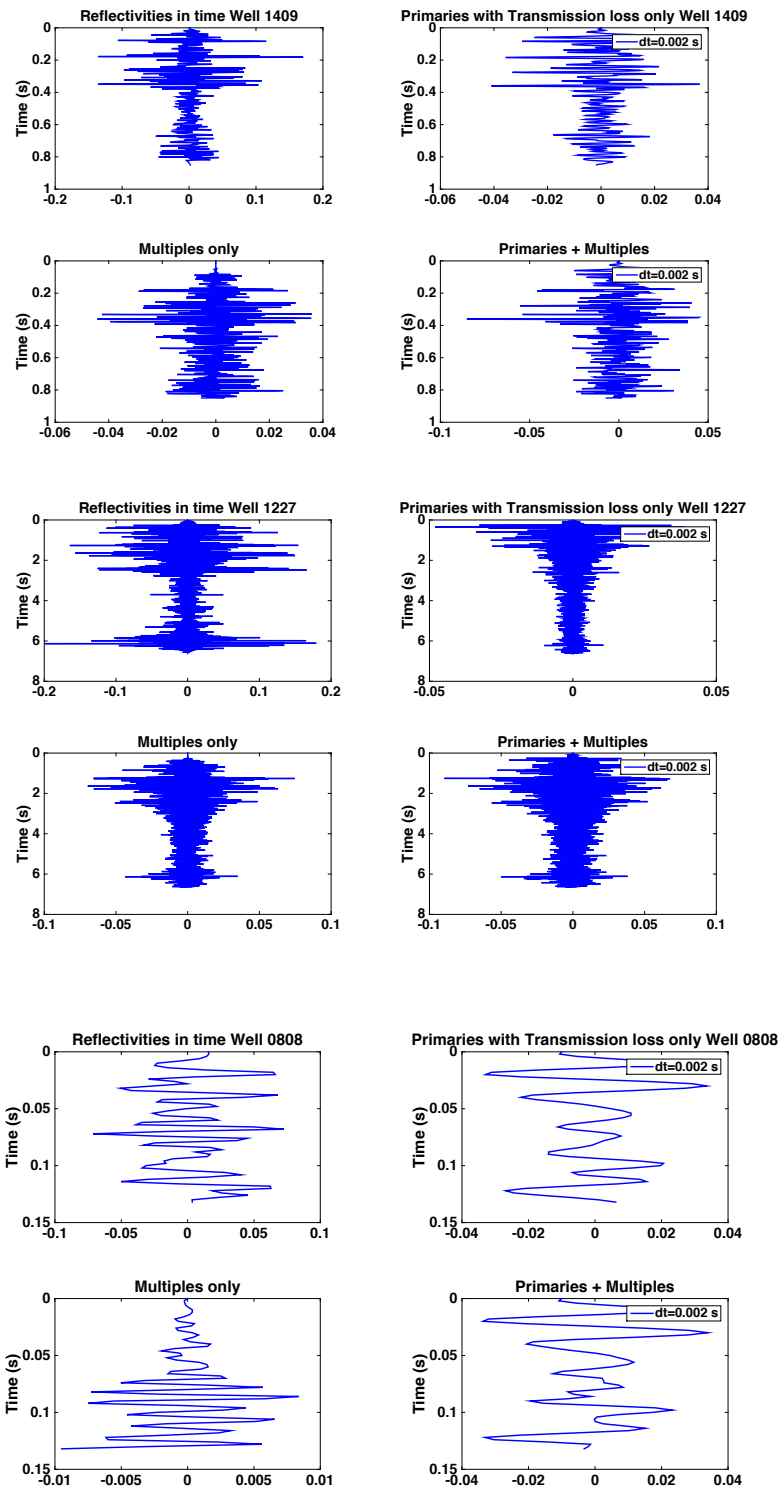 Reflectivities in time Well 1409
Primaries with Transmission loss only Well 1409
0
0.2
0.4
0.6
0.8
1
Time (s)
-0.2 -0.1 0 0.1 0.2
0
0.2
0.4
0.6
0.8
1
-0.06 -0.04 -0.02 0 0.02 0.04
dt=0.002 s
Multiples only
Primaries + Multiples
0
0.2
0.4
0.6
0.8
1
Time (s)
-0.06 -0.04 -0.02 0 0.02 0.04
0
0.2
0.4
0.6
0.8
1
-0.1 -0.05 0 0.05
dt=0.002 s
Reflectivities in time Well 1227
Primaries with Transmission loss only Well 1227
0
2
4
6
8
Time (s)
-0.2 -0.1 0 0.1 0.2
0
2
4
6
8
Time (s)
-0.05 0 0.05
dt=0.002 s
Multiples only
Primaries + Multiples
0
2
4
6
8
Time (s)
-0.1 -0.05 0 0.05 0.1
0
2
4
6
8
Time (s)
-0.1 -0.05 0 0.05 0.1
dt=0.002 s
Reflectivities in time Well 0808
Primaries with Transmission loss only Well 0808
0
0.05
0.1
0.15
Time (s)
-0.1 -0.05 0 0.05 0.1
0
0.05
0.1
0.15
Time (s)
-0.04 -0.02 0 0.02 0.04
dt=0.002 s
Multiples only
Primaries + Multiples
0
0.05
0.1
0.15
Time (s)
-0.01 -0.005 0 0.005 0.01
0
0.05
0.1
0.15
Time (s)
-0.04 -0.02 0 0.02 0.04
dt=0.002 s